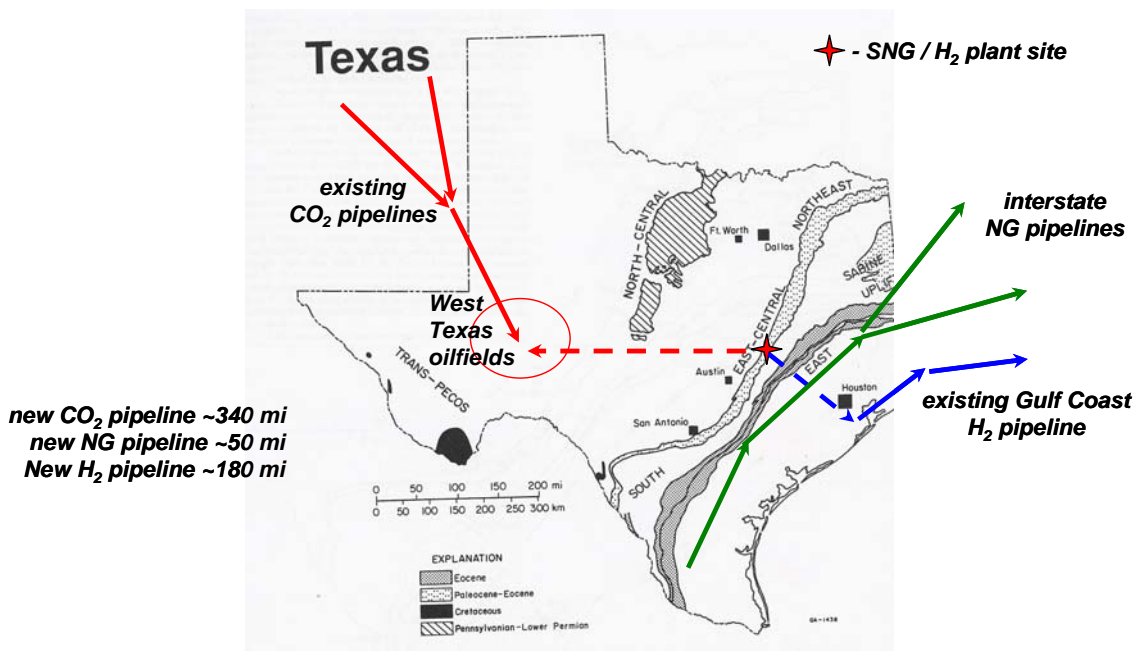 Texas
- SNG / H₂ plant site
existing
CO₂ pipelines
interstate
NG pipelines
NORTH-CENTRAL
NORTHEAST
Ft. Worth
Dallas
SABINE
UPLIF
West
Texas
oilfields
EAST-CENTRAL
EAST
TRANS-PECOS
Austin
Houston
San Antonio
SOUTH
existing Gulf Coast
H₂ pipeline
new CO₂ pipeline ~340 mi
new NG pipeline ~50 mi
New H₂ pipeline ~180 mi
0 50 100 150 200 mi
0 50 100 150 200 250 300 km
EXPLANATION
Eocene
Paleocene-Eocene
Cretaceous
Pennsylvanian-Lower Permian
QA-1438